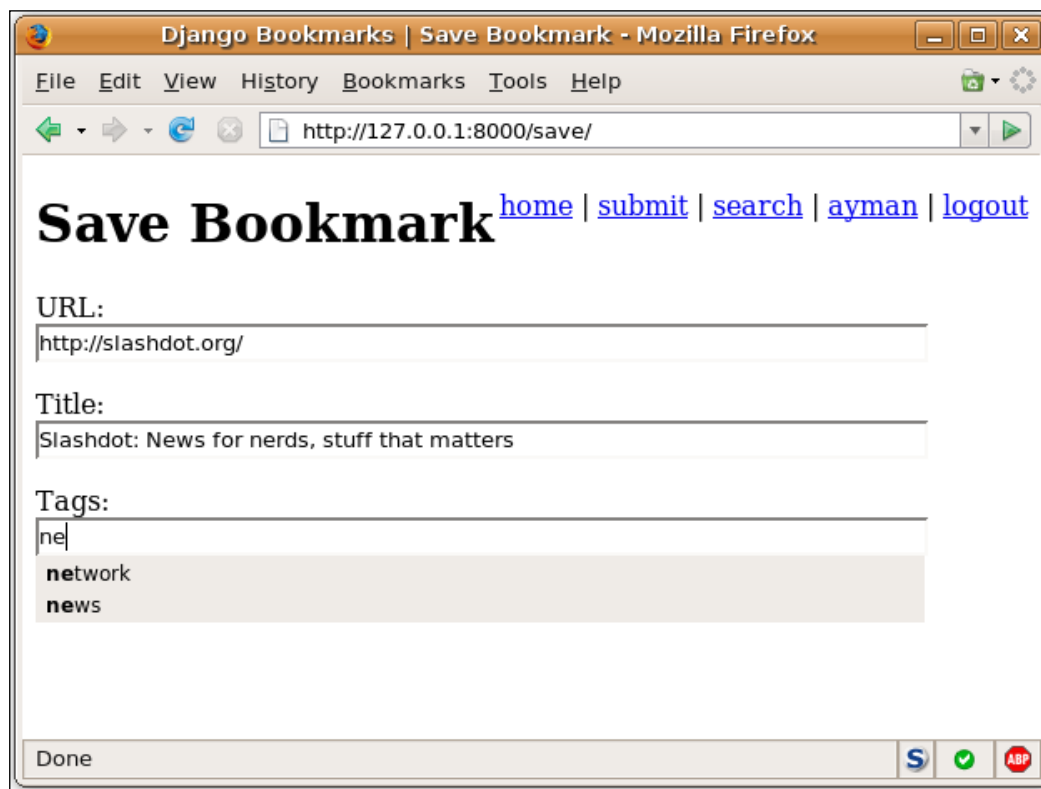 Django Bookmarks | Save Bookmark - Mozilla Firefox
File Edit View History Bookmarks Tools Help
http://127.0.0.1:8000/save/
Save Bookmark
home | submit | search | ayman | logout
URL:
http://slashdot.org/
Title:
Slashdot: News for nerds, stuff that matters
Tags:
ne
network
news
Done
S
ABP